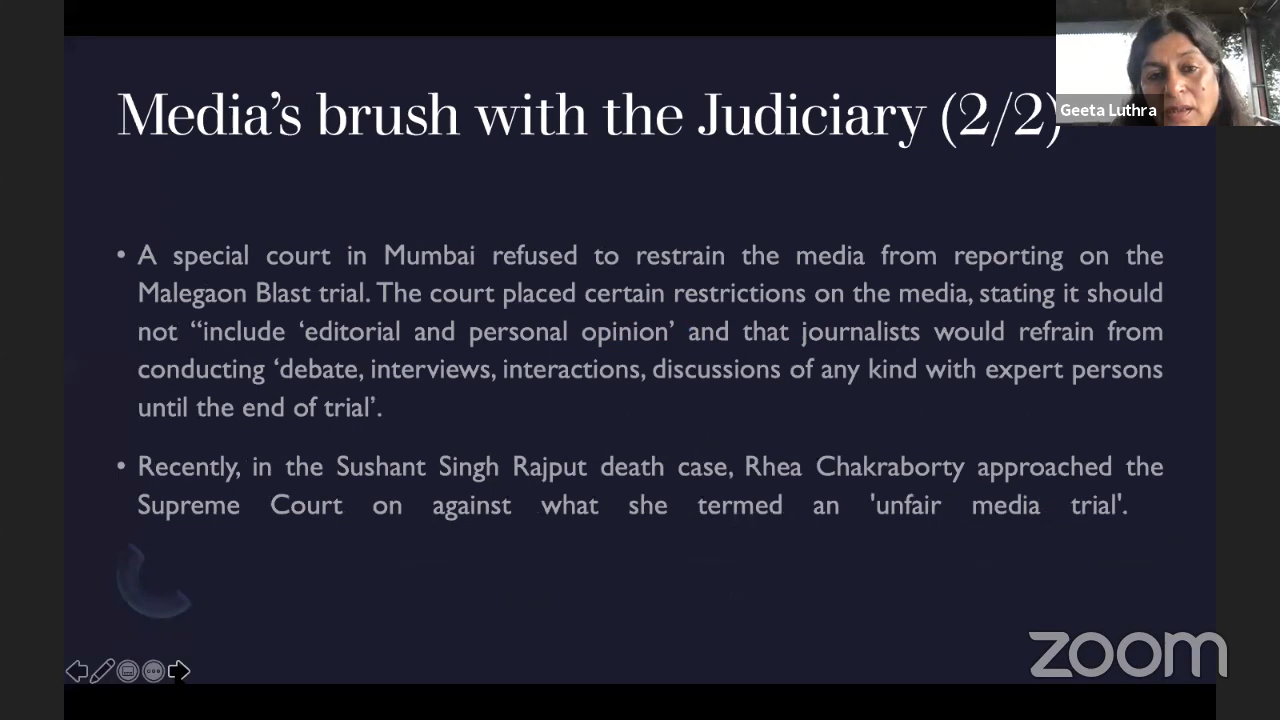 Media’s brush with the Judiciary (2/2)
Geeta Luthra
• A special court in Mumbai refused to restrain the media from reporting on the
Malegaon Blast trial. The court placed certain restrictions on the media, stating it should
not “include ‘editorial and personal opinion’ and that journalists would refrain from
conducting ‘debate, interviews, interactions, discussions of any kind with expert persons
until the end of trial’.
• Recently, in the Sushant Singh Rajput death case, Rhea Chakraborty approached the
Supreme Court on against what she termed an 'unfair media trial'.
zoom